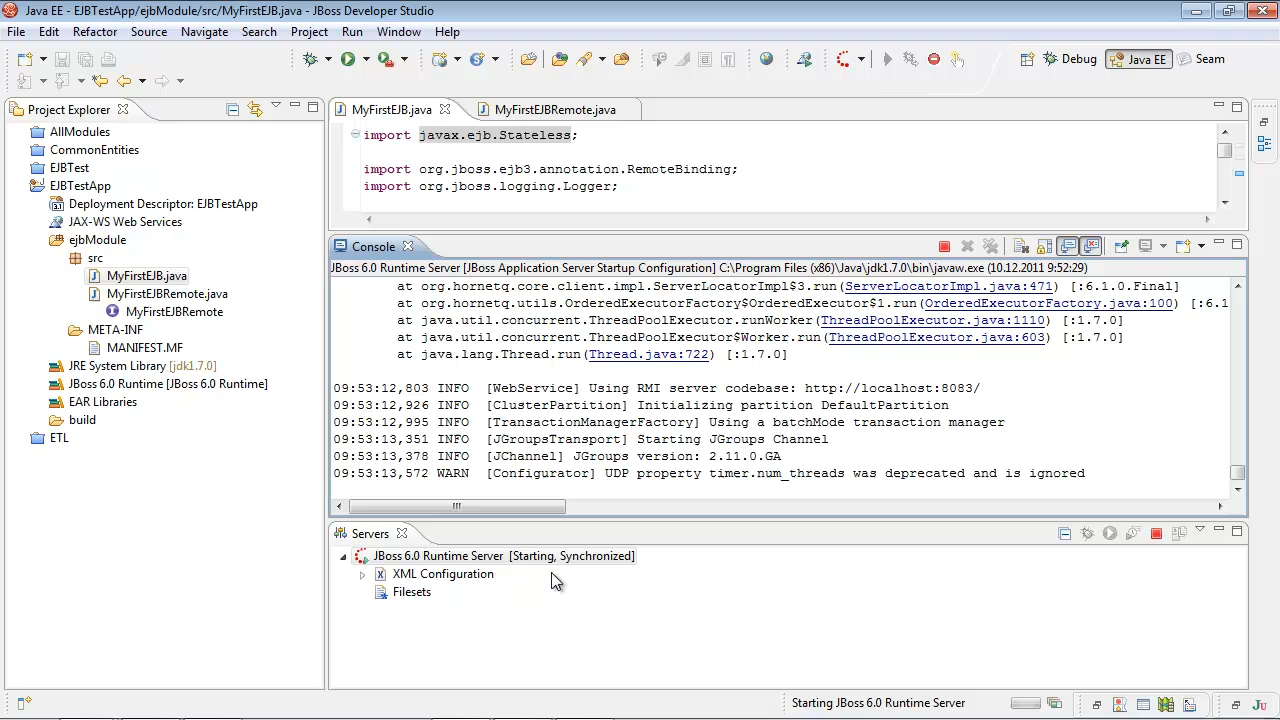 Java EE - EJBTestApp/ejbModule/src/MyFirstEJB.java - JBoss Developer Studio
File Edit Refactor Source Navigate Search Project Run Window Help
Debug Java EE Seam
Project Explorer
AllModules
CommonEntities
EJBTest
EJBTestApp
Deployment Descriptor: EJBTestApp
JAX-WS Web Services
ejbModule
src
MyFirstEJB.java
MyFirstEJBRemote.java
MyFirstEJBRemote
META-INF
MANIFEST.MF
JRE System Library [jdk1.7.0]
JBoss 6.0 Runtime [JBoss 6.0 Runtime]
EAR Libraries
build
ETL
MyFirstEJB.java MyFirstEJBRemote.java
import javax.ejb.Stateless;
import org.jboss.ejb3.annotation.RemoteBinding;
import org.jboss.logging.Logger;
Console
JBoss 6.0 Runtime Server [JBoss Application Server Startup Configuration] C:\Program Files (x86)\Java\jdk1.7.0\bin\javaw.exe (10.12.2011 9:52:29)
at org.hornetq.core.client.impl.ServerLocatorImpl$3.run(ServerLocatorImpl.java:471) [:6.1.0.Final]
at org.hornetq.utils.OrderedExecutorFactory$OrderedExecutor$1.run(OrderedExecutorFactory.java:100) [:6.1
at java.util.concurrent.ThreadPoolExecutor.runWorker(ThreadPoolExecutor.java:1110) [:1.7.0]
at java.util.concurrent.ThreadPoolExecutor$Worker.run(ThreadPoolExecutor.java:603) [:1.7.0]
at java.lang.Thread.run(Thread.java:722) [:1.7.0]
09:53:12,803 INFO [WebService] Using RMI server codebase: http://localhost:8083/
09:53:12,926 INFO [ClusterPartition] Initializing partition DefaultPartition
09:53:12,995 INFO [TransactionManagerFactory] Using a batchMode transaction manager
09:53:13,351 INFO [JGroupsTransport] Starting JGroups Channel
09:53:13,378 INFO [JChannel] JGroups version: 2.11.0.GA
09:53:13,572 WARN [Configurator] UDP property timer.num_threads was deprecated and is ignored
Servers
JBoss 6.0 Runtime Server [Starting, Synchronized]
XML Configuration
Filesets
Starting JBoss 6.0 Runtime Server